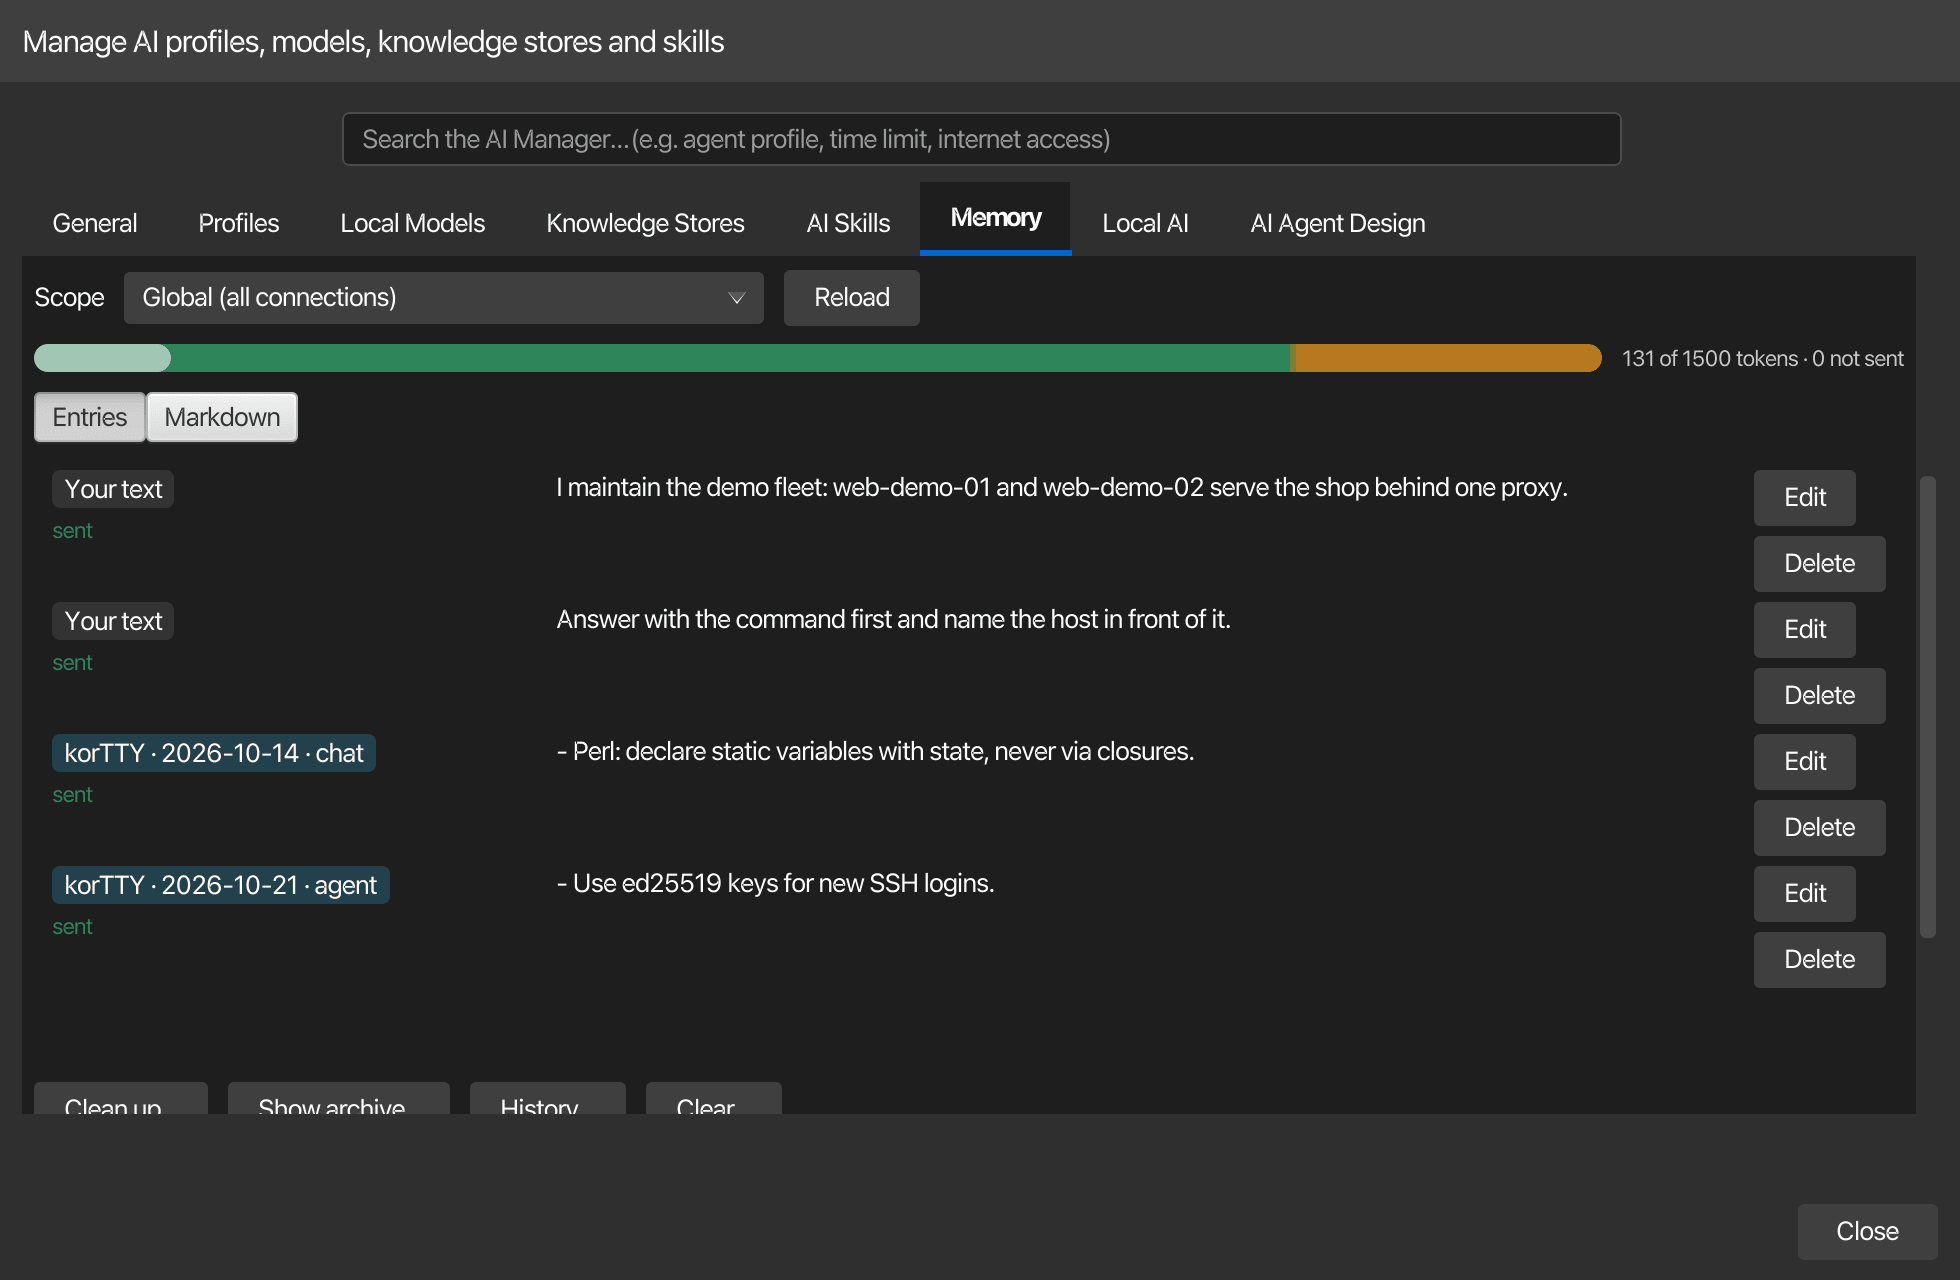 Manage AI profiles, models, knowledge stores and skills
Search the AI Manager... (e.g. agent profile, time limit, internet access)
General Profiles Local Models Knowledge Stores AI Skills Memory Local AI AI Agent Design
Scope Global (all connections) Reload
131 of 1500 tokens · 0 not sent
Entries Markdown
Your text I maintain the demo fleet: web-demo-01 and web-demo-02 serve the shop behind one proxy. Edit
sent
Delete
Your text Answer with the command first and name the host in front of it. Edit
sent
Delete
korTTY · 2026-10-14 · chat - Perl: declare static variables with state, never via closures. Edit
sent
Delete
korTTY · 2026-10-21 · agent - Use ed25519 keys for new SSH logins. Edit
sent
Delete
Clean up Show archive History Clear
Close